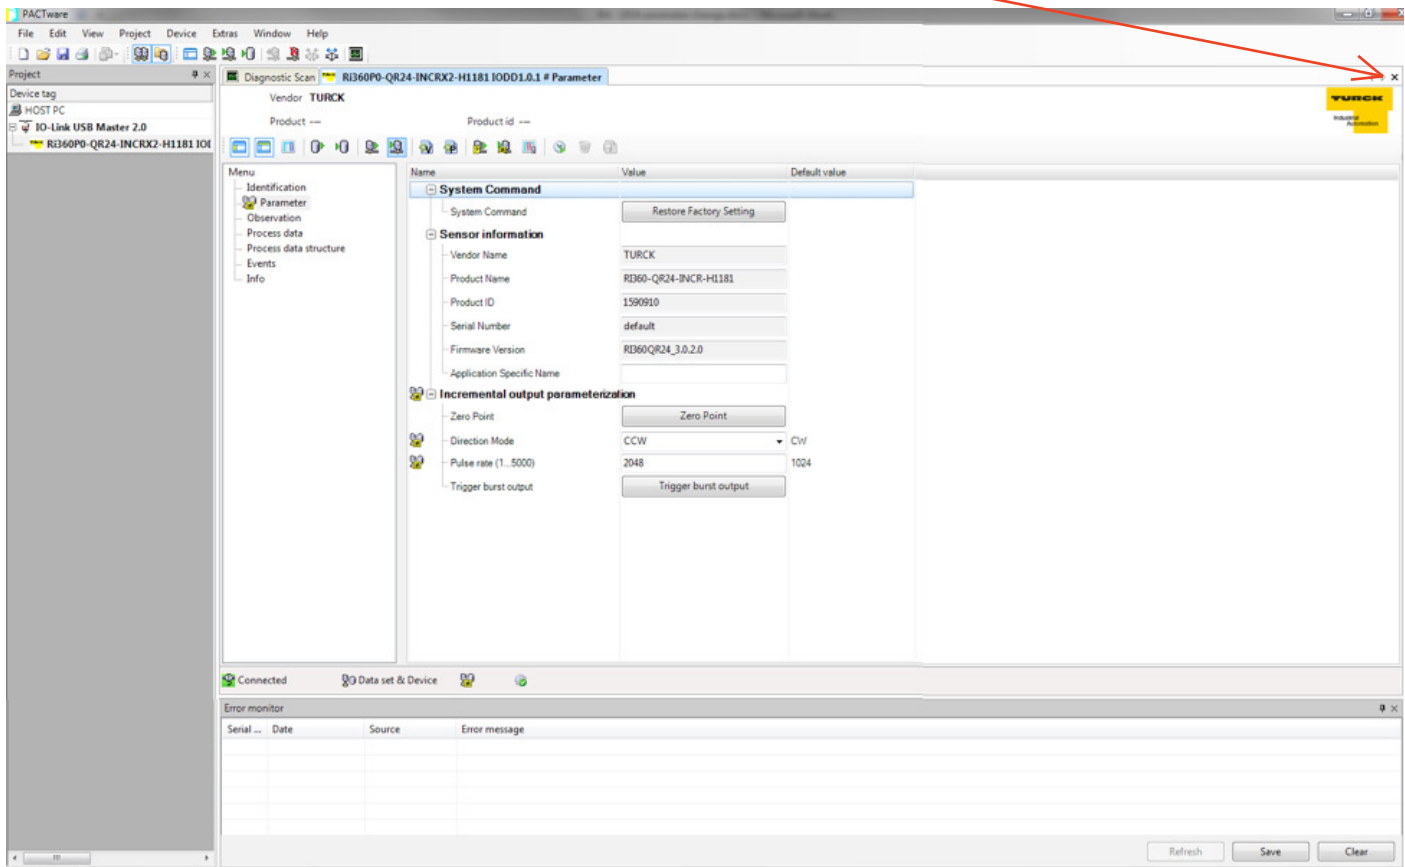 PACTware
File Edit View Project Device Extras Window Help
Project
Device tag
HOST PC
IO-Link USB Master 2.0
RI360P0-QR24-INCRX2-H1181 IOI
Diagnostic Scan
Ri360P0-QR24-INCRX2-H1181 IODD1.0.1 # Parameter
Vendor TURCK
Product ---
Product id ---
TURCK
Industrial
Automation
Menu
Identification
Parameter
Observation
Process data
Process data structure
Events
Info
Name Value Default value
System Command
System Command Restore Factory Setting
Sensor information
Vendor Name TURCK
Product Name RI360-QR24-INCR-H1181
Product ID 1590910
Serial Number default
Firmware Version RI360QR24_3.0.2.0
Application Specific Name
Incremental output parameterization
Zero Point Zero Point
Direction Mode CCW CW
Pulse rate (1...5000) 2048 1024
Trigger burst output Trigger burst output
Connected Data set & Device
Error monitor
Serial ... Date Source Error message
Refresh Save Clear